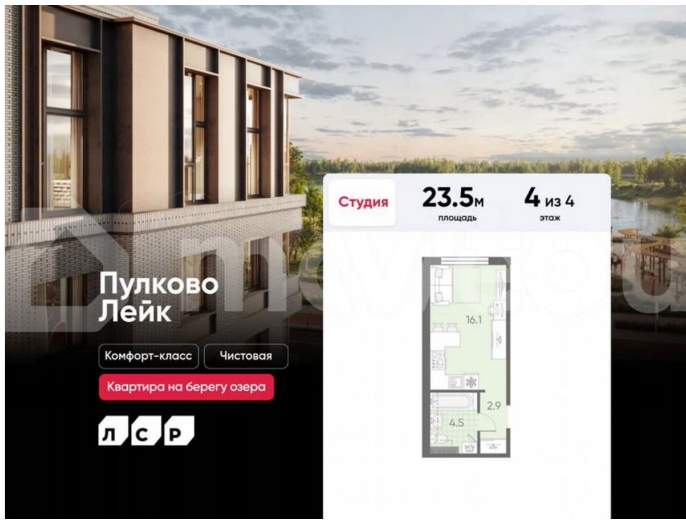 Студия
23.5м
площадь
4 из 4
этаж
Пулково
Лейк
Комфорт-класс
Чистовая
Квартира на берегу озера
ЛСР
16.1
2.9
4.5